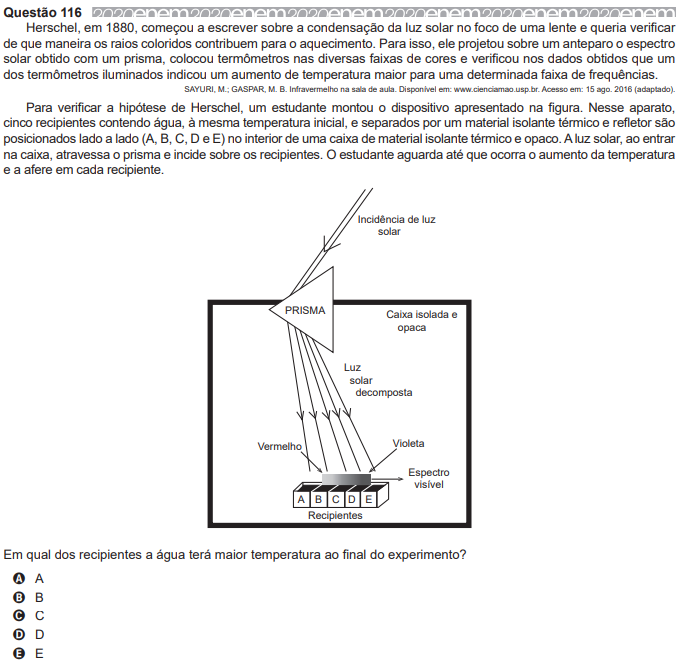 Questão 116
Herschel, em 1880, começou a escrever sobre a condensação da luz solar no foco de uma lente e queria verificar
de que maneira os raios coloridos contribuem para o aquecimento. Para isso, ele projetou sobre um anteparo o espectro
solar obtido com um prisma, colocou termômetros nas diversas faixas de cores e verificou nos dados obtidos que um
dos termômetros iluminados indicou um aumento de temperatura maior para uma determinada faixa de frequências.
SAYURI, M.; GASPAR, M. B. Infravermelho na sala de aula. Disponível em: www.cienciamao.usp.br. Acesso em: 15 ago. 2016 (adaptado).
Para verificar a hipótese de Herschel, um estudante montou o dispositivo apresentado na figura. Nesse aparato,
cinco recipientes contendo água, à mesma temperatura inicial, e separados por um material isolante térmico e refletor são
posicionados lado a lado (A, B, C, D e E) no interior de uma caixa de material isolante térmico e opaco. A luz solar, ao entrar
na caixa, atravessa o prisma e incide sobre os recipientes. O estudante aguarda até que ocorra o aumento da temperatura
e a afere em cada recipiente.
Incidência de luz
solar
PRISMA
Caixa isolada e
opaca
Luz
solar
decomposta
Vermelho
Violeta
Espectro
visível
A B C D E
Recipientes
Em qual dos recipientes a água terá maior temperatura ao final do experimento?
A A
B B
C C
D D
E E